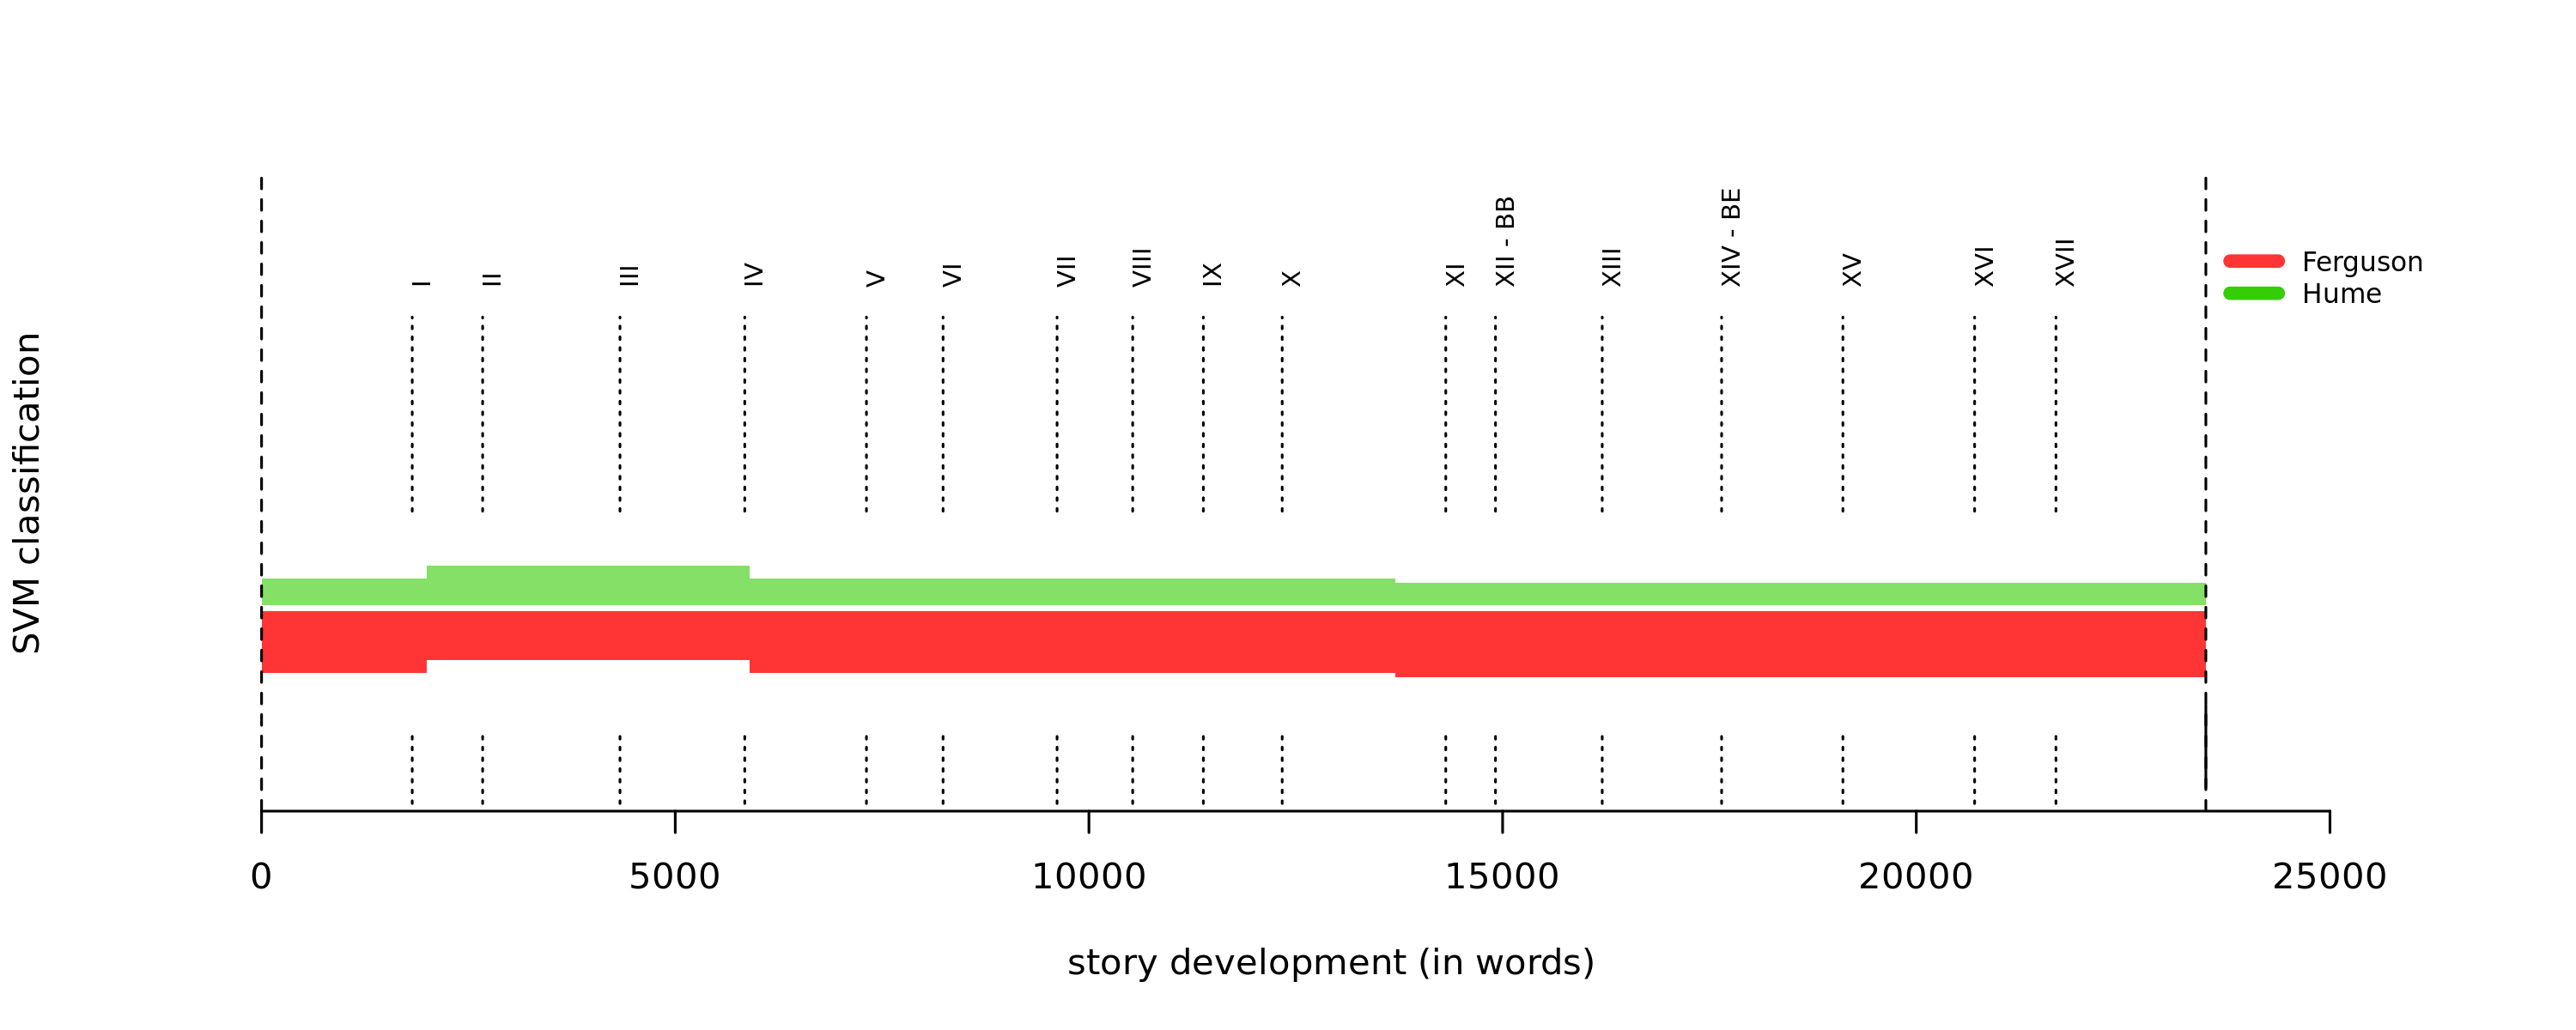 I
II
III
IV
V
VI
VII
VIII
IX
X
XI
XII - BB
XIII
XIV - BE
XV
XVI
XVII
Ferguson
Hume
SVM classification
0
5000
10000
15000
20000
25000
story development (in words)